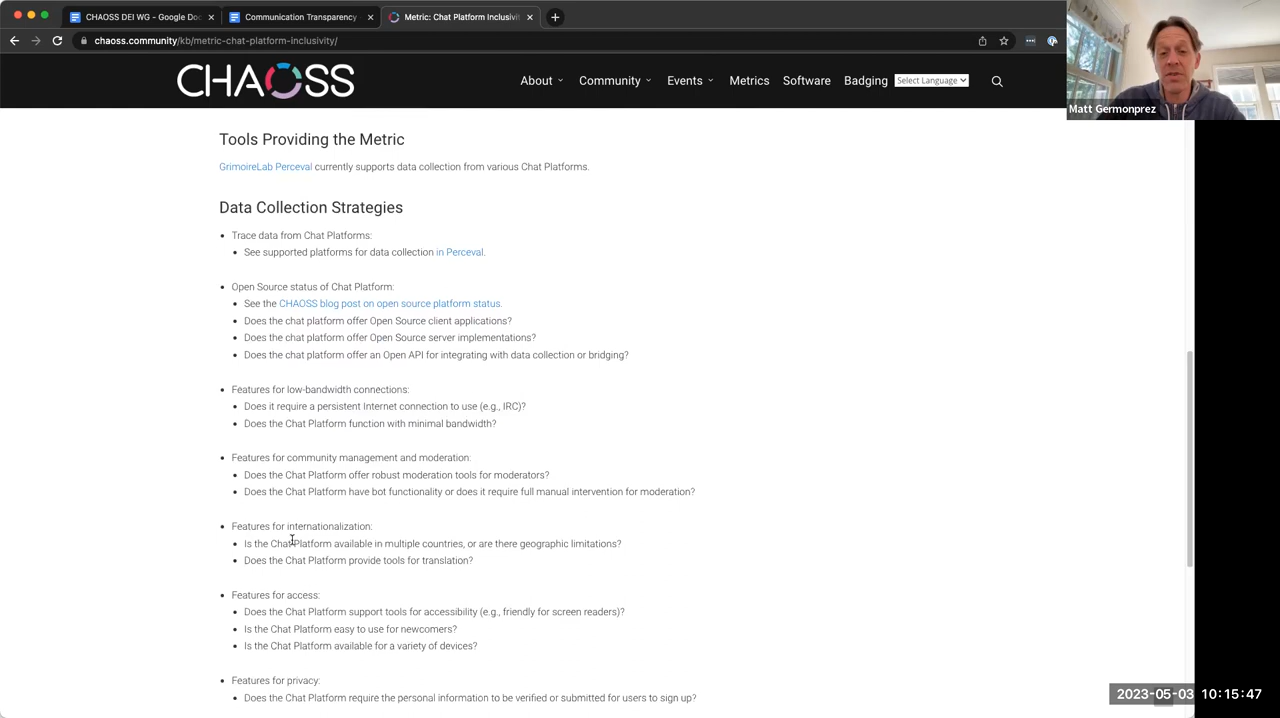 CHAOSS DEI WG - Google Doc
Communication Transparency
Metric: Chat Platform Inclusivit
chaoss.community/kb/metric-chat-platform-inclusivity/
CHAOSS
About
Community
Events
Metrics
Software
Badging
Select Language
Matt Germonprez
Tools Providing the Metric
GrimoireLab Perceval currently supports data collection from various Chat Platforms.
Data Collection Strategies
Trace data from Chat Platforms:
See supported platforms for data collection in Perceval.
Open Source status of Chat Platform:
See the CHAOSS blog post on open source platform status.
Does the chat platform offer Open Source client applications?
Does the chat platform offer Open Source server implementations?
Does the chat platform offer an Open API for integrating with data collection or bridging?
Features for low-bandwidth connections:
Does it require a persistent Internet connection to use (e.g., IRC)?
Does the Chat Platform function with minimal bandwidth?
Features for community management and moderation:
Does the Chat Platform offer robust moderation tools for moderators?
Does the Chat Platform have bot functionality or does it require full manual intervention for moderation?
Features for internationalization:
Is the Chat Platform available in multiple countries, or are there geographic limitations?
Does the Chat Platform provide tools for translation?
Features for access:
Does the Chat Platform support tools for accessibility (e.g., friendly for screen readers)?
Is the Chat Platform easy to use for newcomers?
Is the Chat Platform available for a variety of devices?
Features for privacy:
Does the Chat Platform require the personal information to be verified or submitted for users to sign up?
2023-05-03 10:15:47